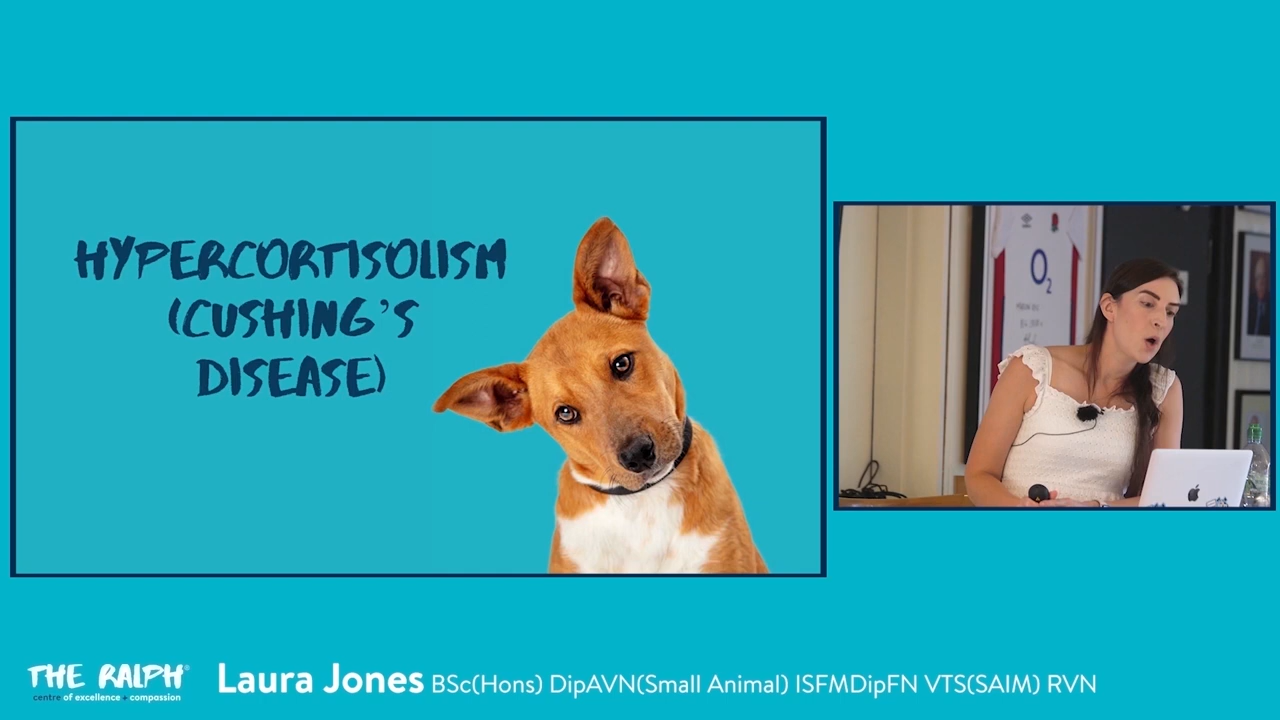 HYPERCORTISOLISM
(CUSHING'S
DISEASE)
O2
THE RALPH®
centre of excellence + compassion
Laura Jones BSc(Hons) DipAVN(Small Animal) ISFMDipFN VTS(SAIM) RVN